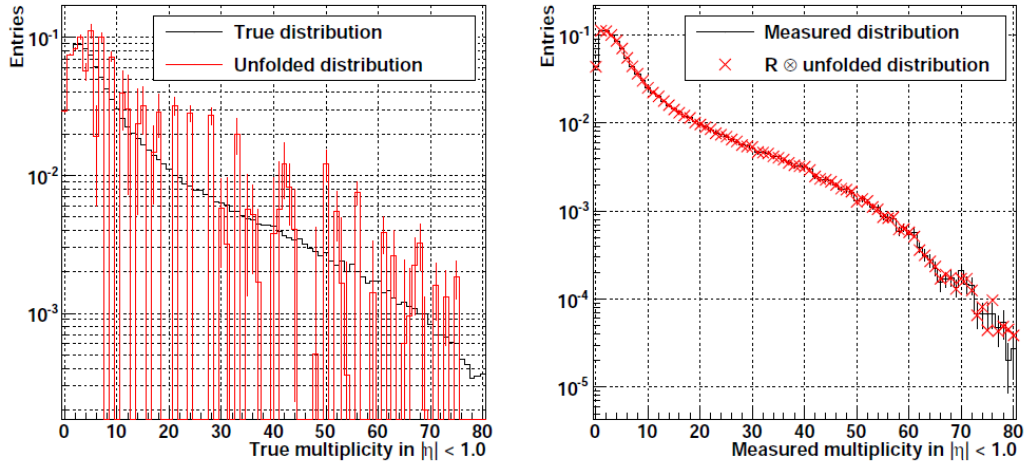 Entries
10⁻¹
10⁻²
10⁻³
True distribution
Unfolded distribution
0 10 20 30 40 50 60 70 80
True multiplicity in |η| < 1.0
Entries
10⁻¹
10⁻²
10⁻³
10⁻⁴
10⁻⁵
Measured distribution
R ⊗ unfolded distribution
0 10 20 30 40 50 60 70 80
Measured multiplicity in |η| < 1.0